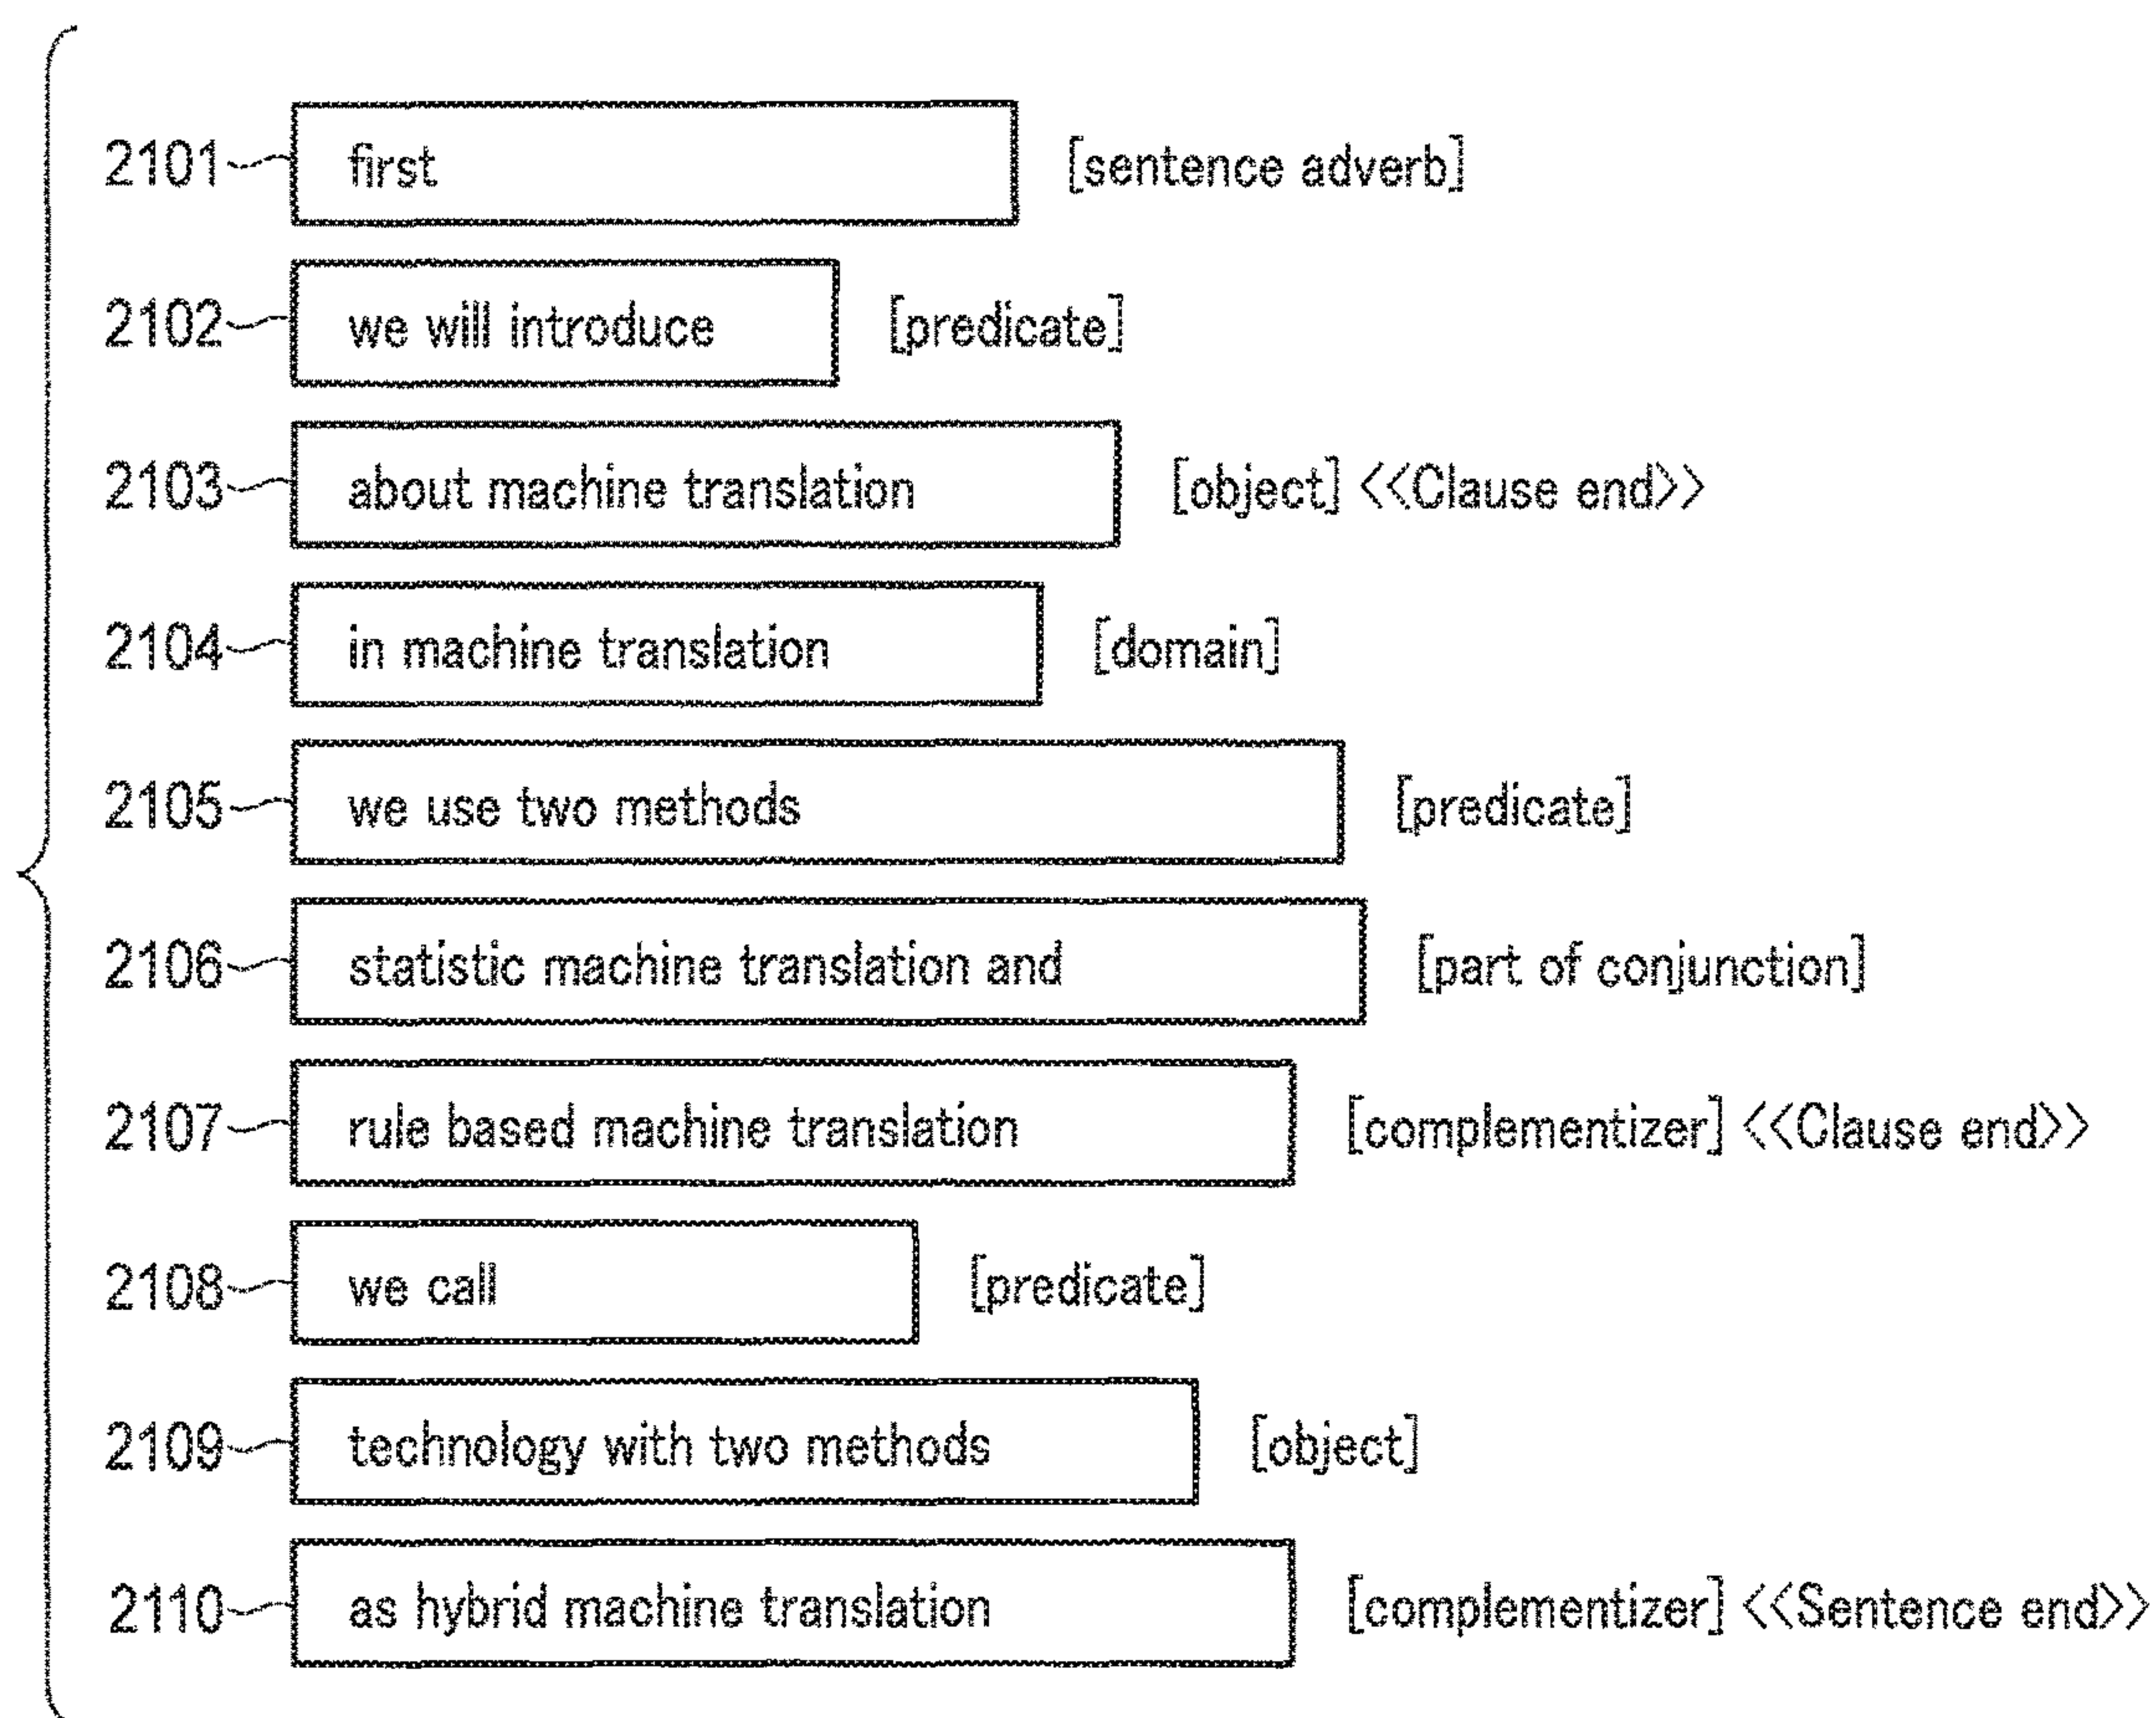 2101 first [sentence adverb]
2102 we will introduce [predicate]
2103 about machine translation [object] <<Clause end>>
2104 in machine translation [domain]
2105 we use two methods [predicate]
2106 statistic machine translation and [part of conjunction]
2107 rule based machine translation [complementizer] <<Clause end>>
2108 we call [predicate]
2109 technology with two methods [object]
2110 as hybrid machine translation [complementizer] <<Sentence end>>